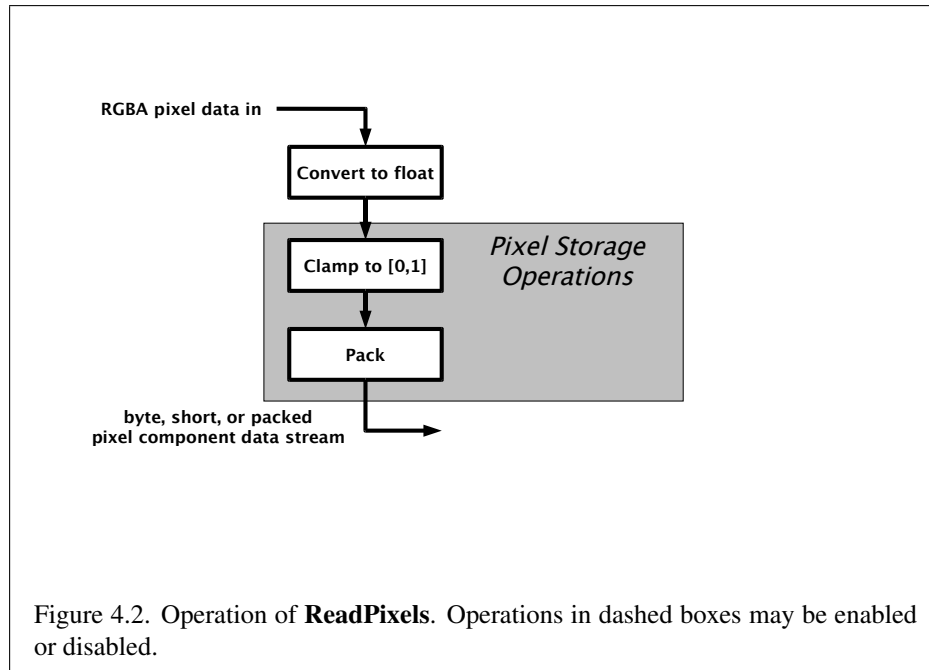 RGBA pixel data in
Convert to float
Pixel Storage
Operations
Clamp to [0,1]
Pack
byte, short, or packed
pixel component data stream
Figure 4.2. Operation of ReadPixels. Operations in dashed boxes may be enabled
or disabled.